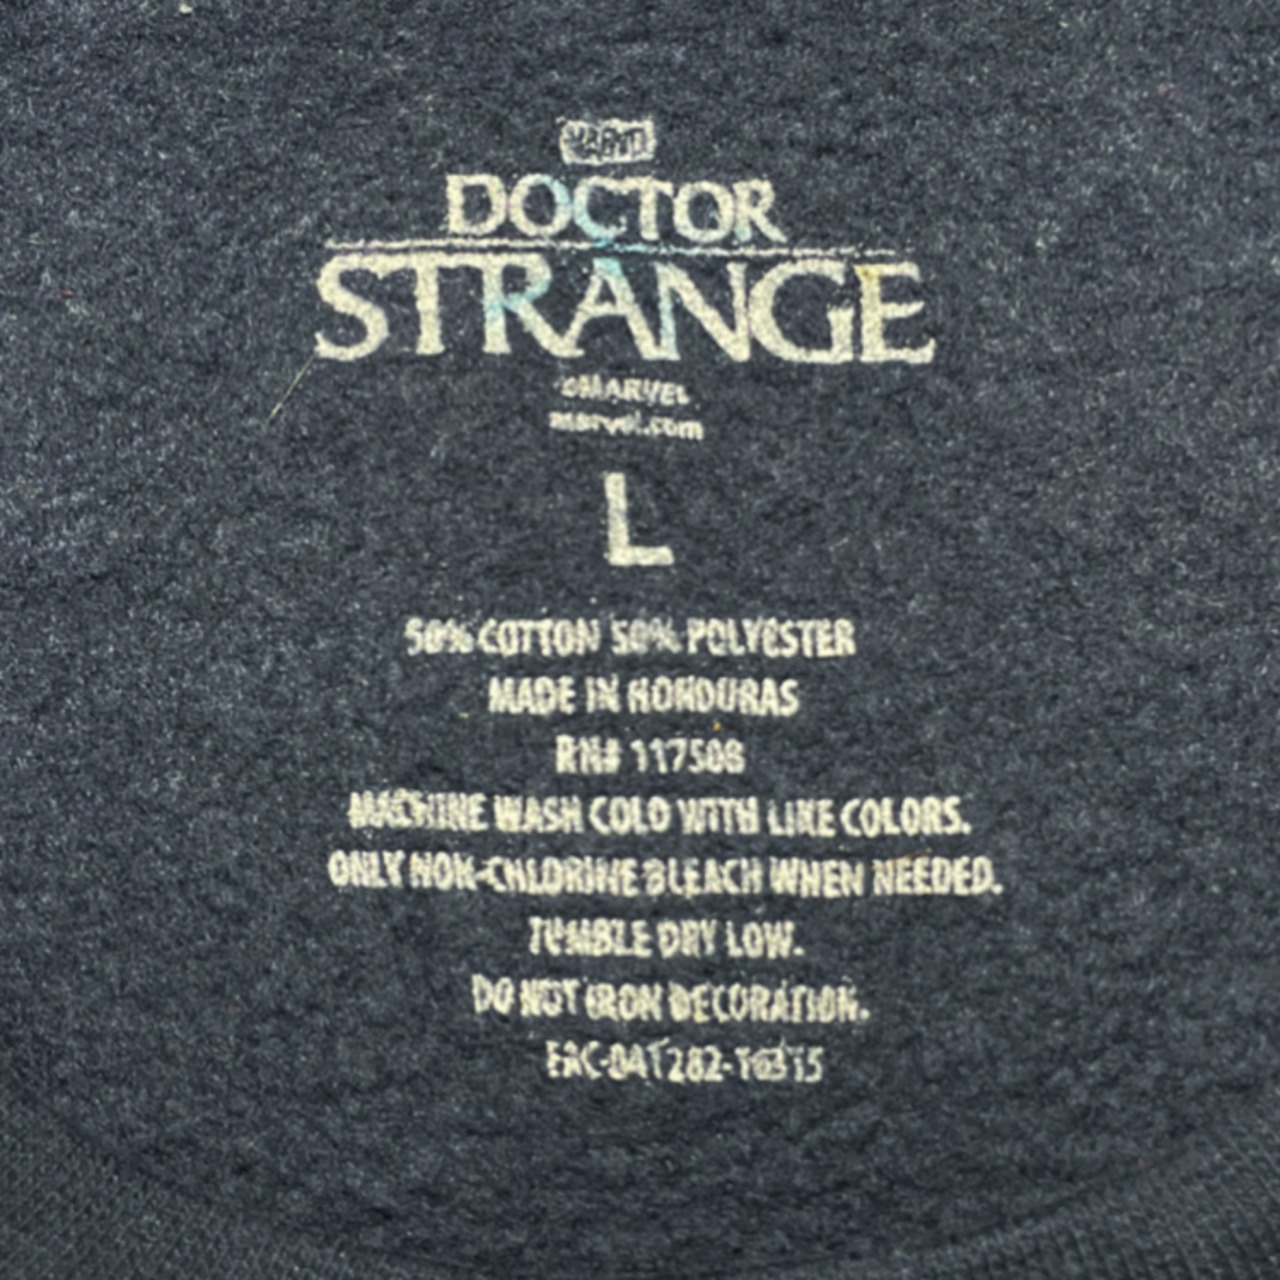 MARVEL
DOCTOR
STRANGE
©MARVEL
marvel.com
L
50% COTTON 50% POLYESTER
MADE IN HONDURAS
RN# 117508
MACHINE WASH COLD WITH LIKE COLORS.
ONLY NON-CHLORINE BLEACH WHEN NEEDED.
TUMBLE DRY LOW.
DO NOT IRON DECORATION.